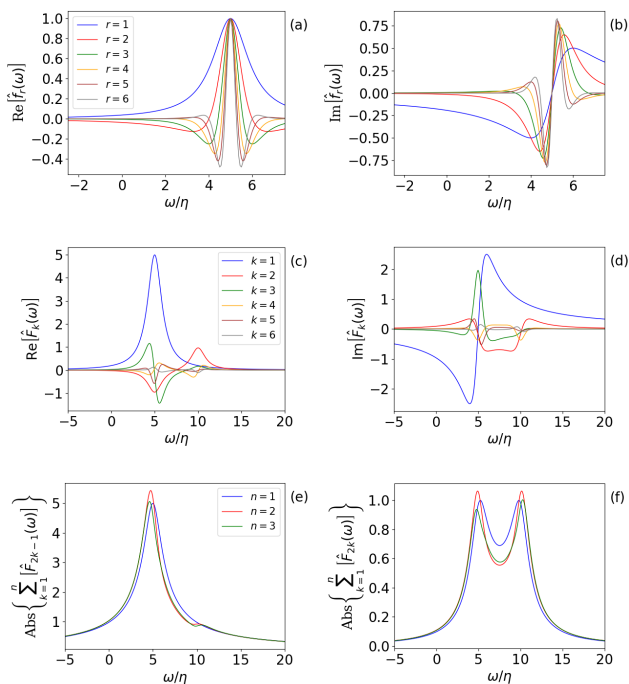 (a)
Re[f̂_r(ω)]
1.0
0.8
0.6
0.4
0.2
0.0
−0.2
−0.4
r = 1
r = 2
r = 3
r = 4
r = 5
r = 6
−2 0 2 4 6
ω/η
(b)
Im[f̂_r(ω)]
0.75
0.50
0.25
0.00
−0.25
−0.50
−0.75
−2 0 2 4 6
ω/η
(c)
Re[F̂_k(ω)]
5
4
3
2
1
0
−1
k = 1
k = 2
k = 3
k = 4
k = 5
k = 6
−5 0 5 10 15 20
ω/η
(d)
Im[F̂_k(ω)]
2
1
0
−1
−2
−5 0 5 10 15 20
ω/η
(e)
Abs{∑_{k=1}^{n}[F̂_{2k−1}(ω)]}
5
4
3
2
1
n = 1
n = 2
n = 3
−5 0 5 10 15 20
ω/η
(f)
Abs{∑_{k=1}^{n}[F̂_{2k}(ω)]}
1.0
0.8
0.6
0.4
0.2
0.0
−5 0 5 10 15 20
ω/η